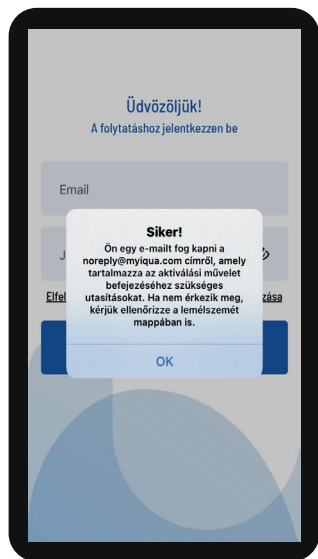 Üdvözöljük!
A folytatáshoz jelentkezzen be
Email
Siker!
Ön egy e-mailt fog kapni a
noreply@myiqua.com címről, amely
tartalmazza az aktiválási művelet
befejezéséhez szükséges
utasításokat. Ha nem érkezik meg,
kérjük ellenőrizze a lemélszemét
mappában is.
OK